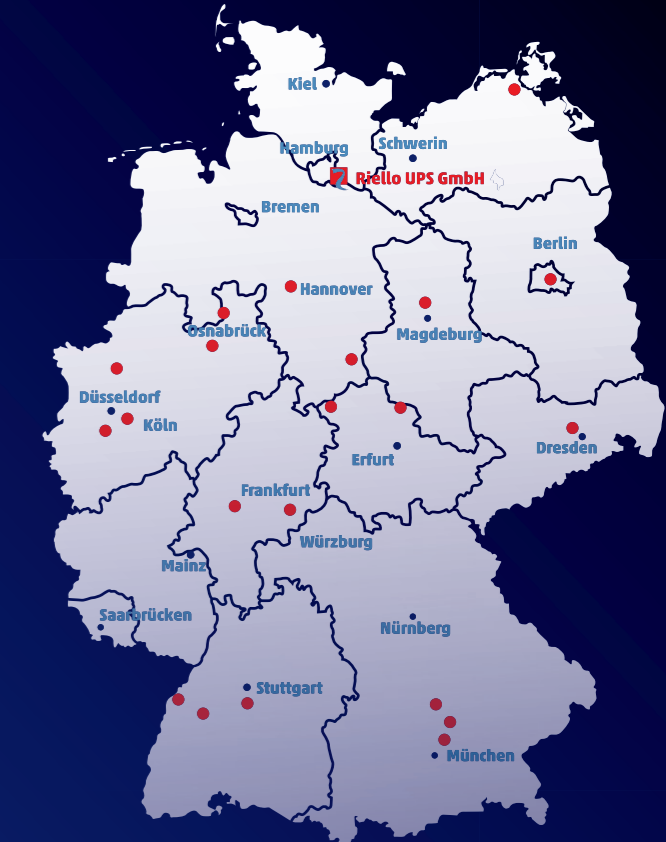 Kiel
Hamburg
Schwerin
Riello UPS GmbH
Bremen
Berlin
Hannover
Osnabrück
Magdeburg
Düsseldorf
Köln
Dresden
Erfurt
Frankfurt
Würzburg
Mainz
Saarbrücken
Nürnberg
Stuttgart
München